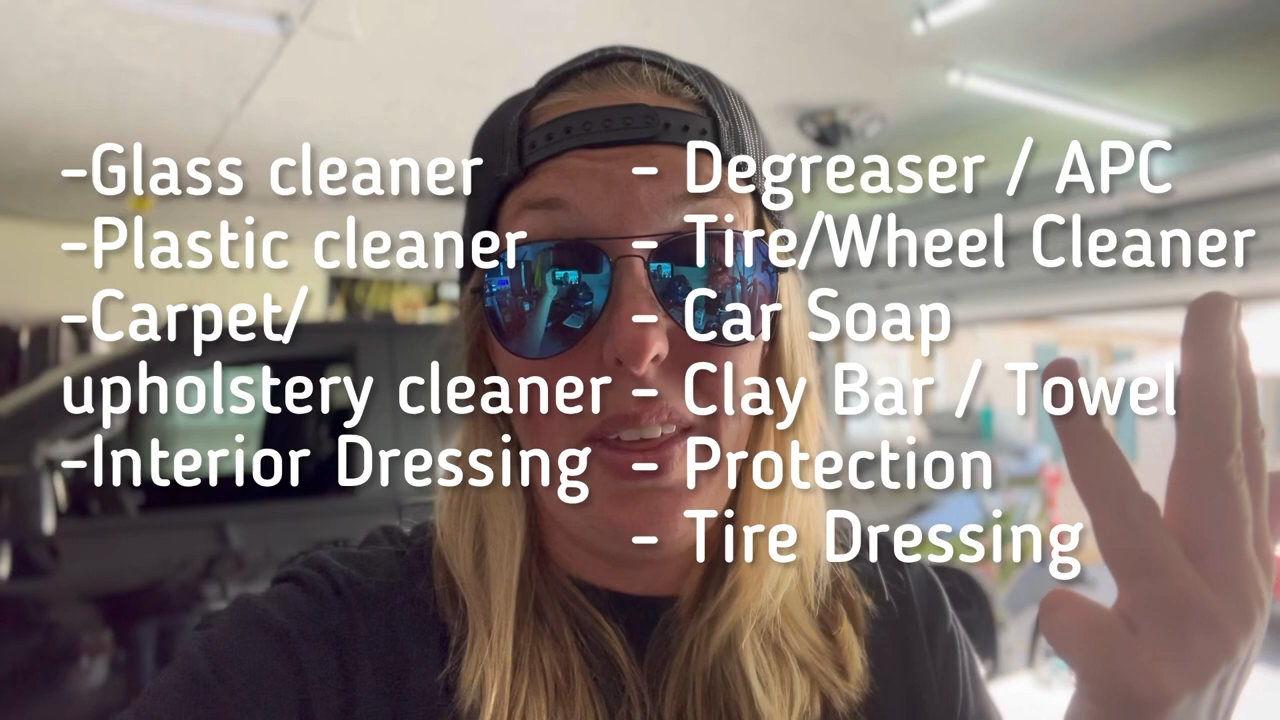 -Glass cleaner
-Plastic cleaner
-Carpet/
upholstery cleaner
-Interior Dressing
- Degreaser / APC
- Tire/Wheel Cleaner
- Car Soap
- Clay Bar / Towel
- Protection
- Tire Dressing